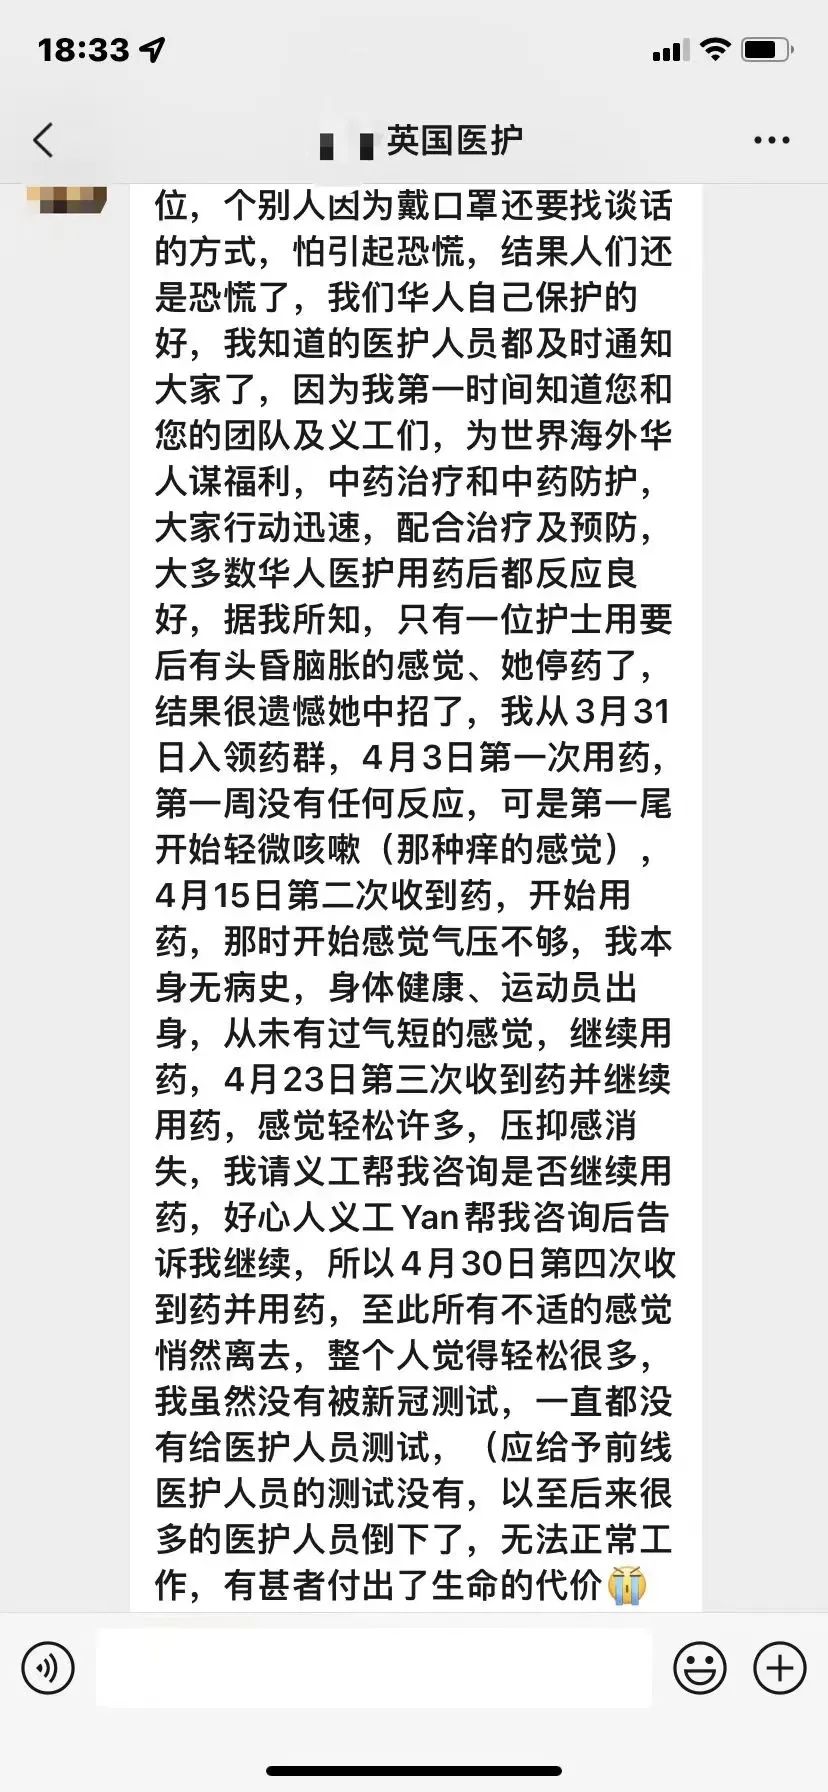 18:33
英国医护
位，个别人因为戴口罩还要找谈话
的方式，怕引起恐慌，结果人们还
是恐慌了，我们华人自己保护的
好，我知道的医护人员都及时通知
大家了，因为我第一时间知道您和
您的团队及义工们，为世界海外华
人谋福利，中药治疗和中药防护，
大家行动迅速，配合治疗及预防，
大多数华人医护用药后都反应良
好，据我所知，只有一位护士用要
后有头昏脑胀的感觉、她停药了，
结果很遗憾她中招了，我从3月31
日入领药群，4月3日第一次用药，
第一周没有任何反应，可是第一尾
开始轻微咳嗽（那种痒的感觉），
4月15日第二次收到药，开始用
药，那时开始感觉气压不够，我本
身无病史，身体健康、运动员出
身，从未有过气短的感觉，继续用
药，4月23日第三次收到药并继续
用药，感觉轻松许多，压抑感消
失，我请义工帮我咨询是否继续用
药，好心人义工Yan帮我咨询后告
诉我继续，所以4月30日第四次收
到药并用药，至此所有不适的感觉
悄然离去，整个人觉得轻松很多，
我虽然没有被新冠测试，一直都没
有给医护人员测试，（应给予前线
医护人员的测试没有，以至后来很
多的医护人员倒下了，无法正常工
作，有甚者付出了生命的代价😭